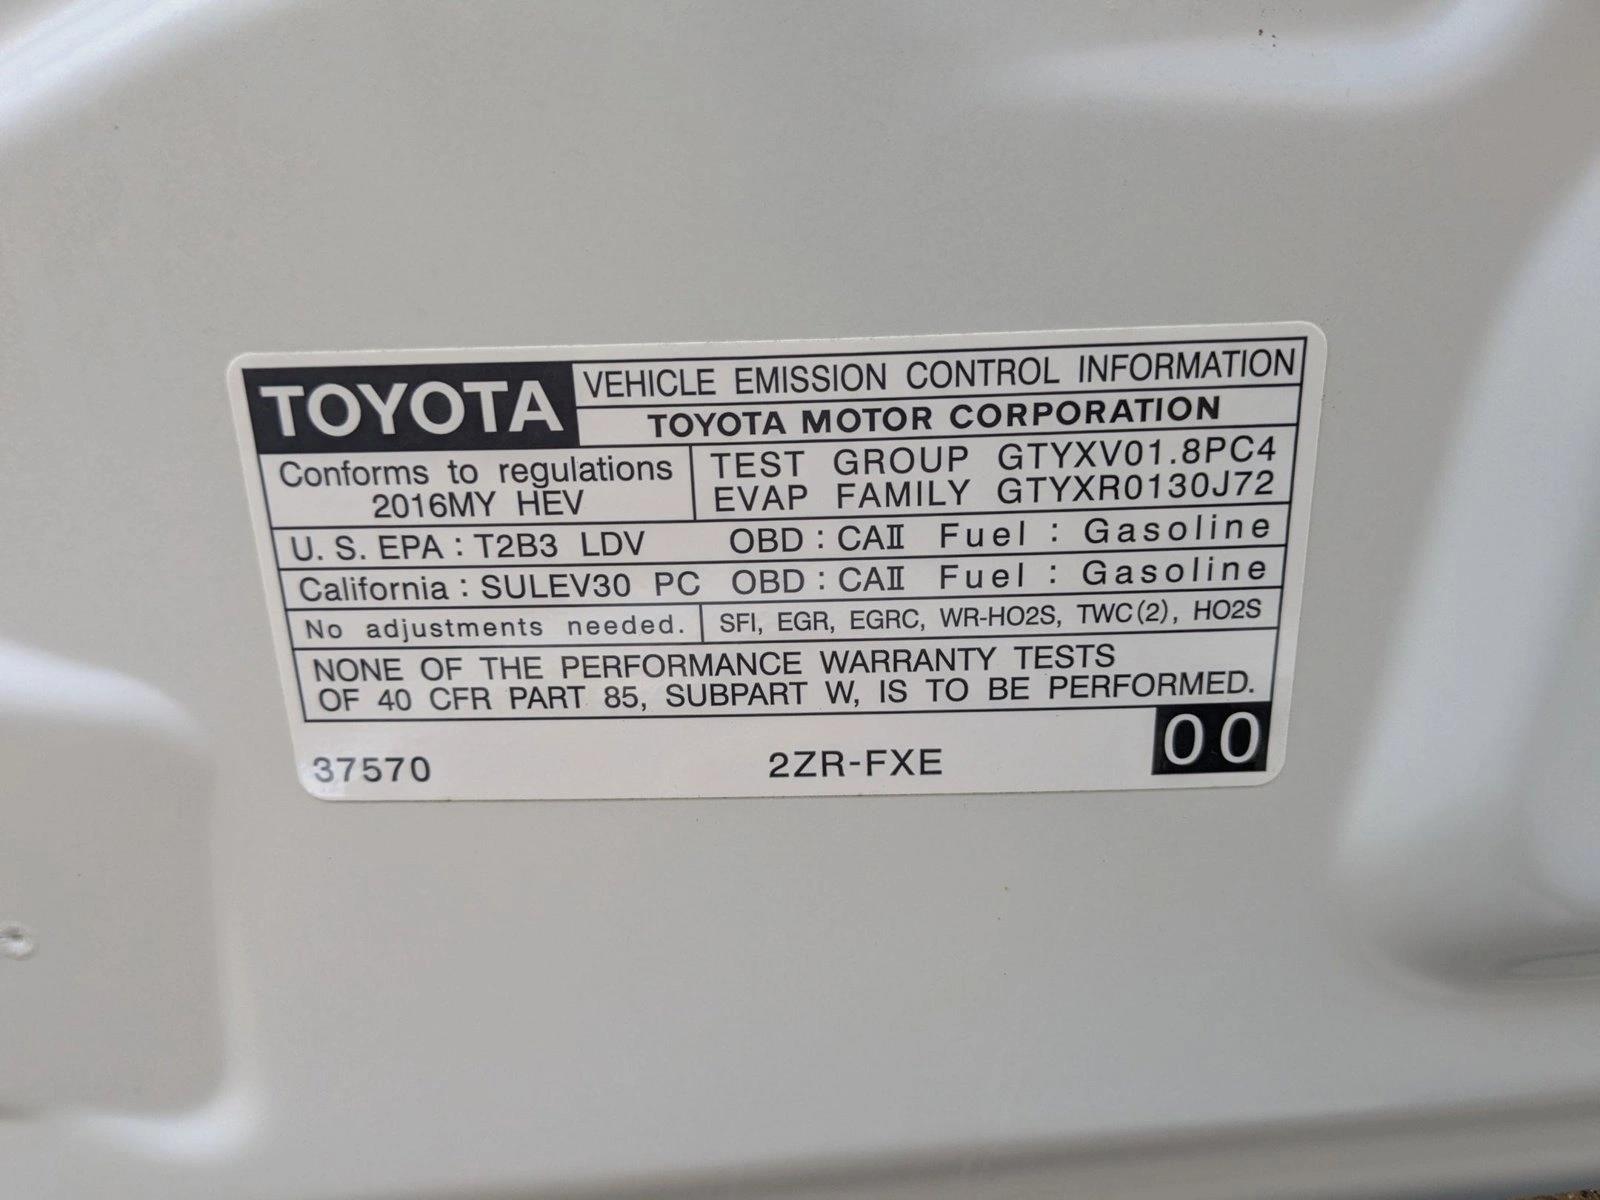 TOYOTA
VEHICLE EMISSION CONTROL INFORMATION
TOYOTA MOTOR CORPORATION
Conforms to regulations
2016MY HEV
TEST GROUP GTYXV01.8PC4
EVAP FAMILY GTYXR0130J72
U. S. EPA : T2B3 LDV OBD : CAⅡ Fuel : Gasoline
California : SULEV30 PC OBD : CAⅡ Fuel : Gasoline
No adjustments needed. SFI, EGR, EGRC, WR-HO2S, TWC(2), HO2S
NONE OF THE PERFORMANCE WARRANTY TESTS
OF 40 CFR PART 85, SUBPART W, IS TO BE PERFORMED.
37570 2ZR-FXE 00